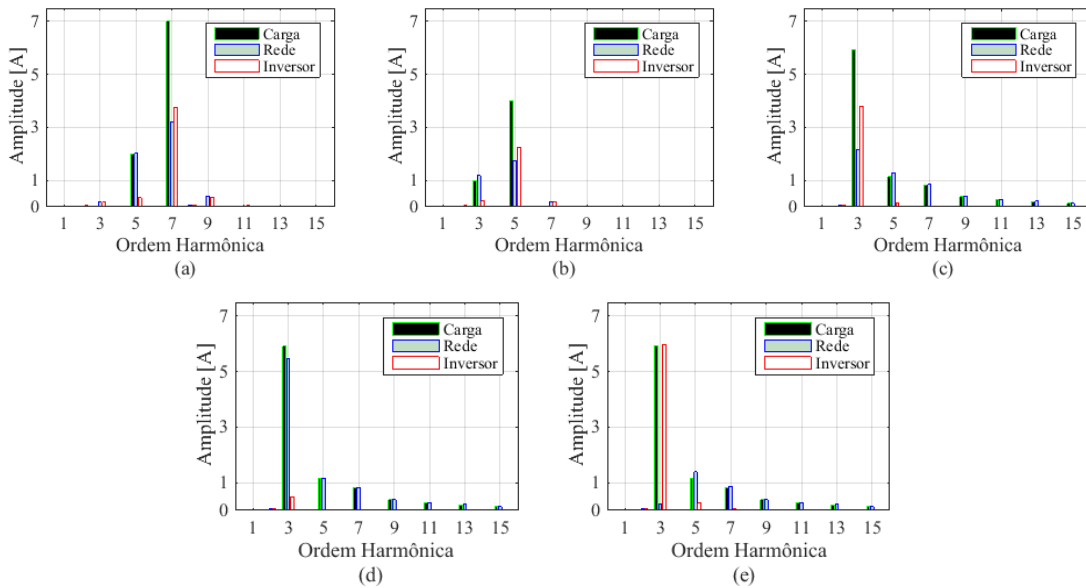 7
5
3
1
0
Amplitude [A]
Carga
Rede
Inversor
1 3 5 7 9 11 13 15
Ordem Harmônica
(a)
7
5
3
1
0
Amplitude [A]
Carga
Rede
Inversor
1 3 5 7 9 11 13 15
Ordem Harmônica
(b)
7
5
3
1
0
Amplitude [A]
Carga
Rede
Inversor
1 3 5 7 9 11 13 15
Ordem Harmônica
(c)
7
5
3
1
0
Amplitude [A]
Carga
Rede
Inversor
1 3 5 7 9 11 13 15
Ordem Harmônica
(d)
7
5
3
1
0
Amplitude [A]
Carga
Rede
Inversor
1 3 5 7 9 11 13 15
Ordem Harmônica
(e)